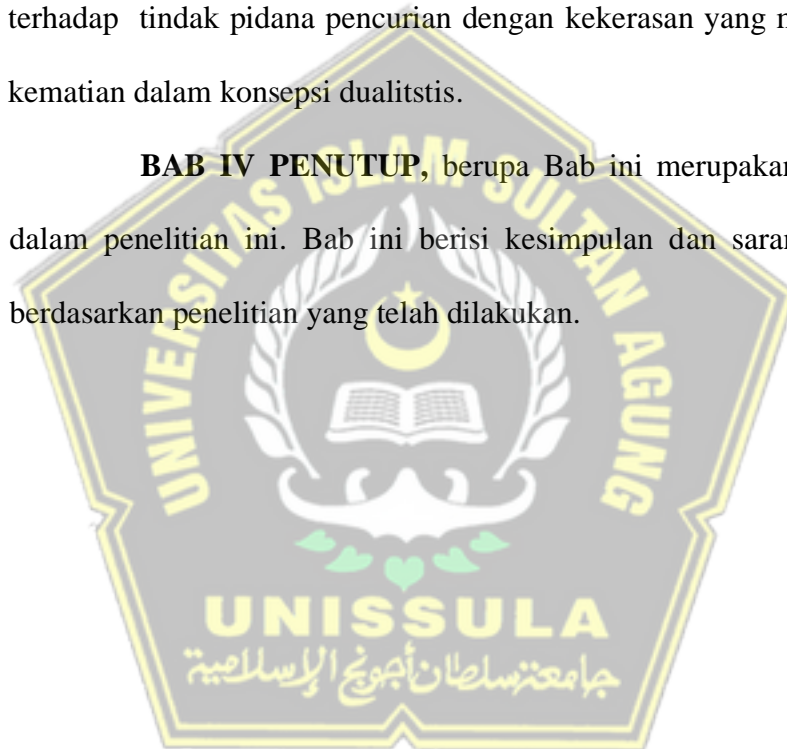 terhadap tindak pidana pencurian dengan kekerasan yang
kematian dalam konsepsi dualitstis.
BAB IV PENUTUP, berupa Bab ini merupakan
dalam penelitian ini. Bab ini berisi kesimpulan dan saran
berdasarkan penelitian yang telah dilakukan.
UNIVERSITAS ISLAM SULTAN AGUNG
UNISSULA
جامعة سلطان أجونج الإسلامية